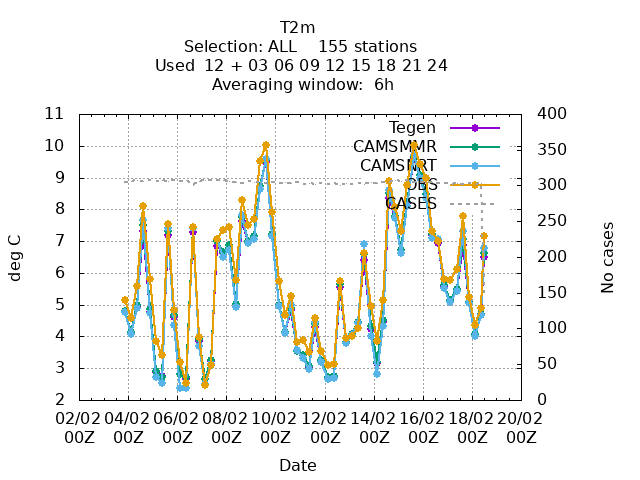 T2m
Selection: ALL    155 stations
Used  12 + 03 06 09 12 15 18 21 24
Averaging window:  6h
deg C
11
10
9
8
7
6
5
4
3
2
400
350
300
250
200
150
100
50
0
No cases
Tegen
CAMSMMR
CAMSNRT
OBS
CASES
02/02 04/02 06/02 08/02 10/02 12/02 14/02 16/02 18/02 20/02
00Z 00Z 00Z 00Z 00Z 00Z 00Z 00Z 00Z 00Z
Date